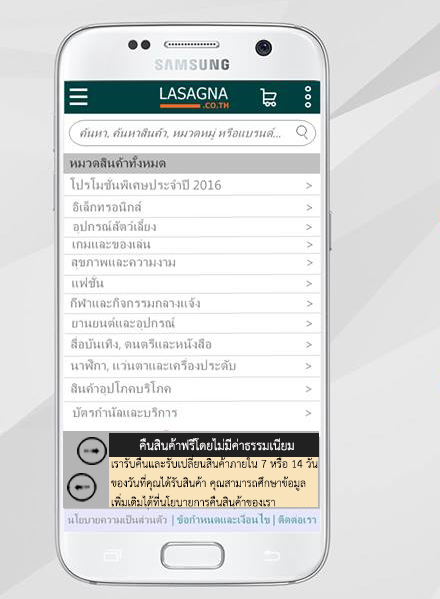 SAMSUNG
LASAGNA
.CO.TH
ค้นหา, ค้นหาสินค้า, หมวดหมู่ หรือแบรนด์...
หมวดสินค้าทั้งหมด
โปรโมชั่นพิเศษประจำปี 2016 >
อิเล็กทรอนิกส์ >
อุปกรณ์สัตว์เลี้ยง >
เกมและของเล่น >
สุขภาพและความงาม >
แฟชั่น >
กีฬาและกิจกรรมกลางแจ้ง >
ยานยนต์และอุปกรณ์ >
สื่อบันเทิง, ดนตรีและหนังสือ >
นาฬิกา, แว่นตาและเครื่องประดับ >
สินค้าอุปโภคบริโภค >
บัตรกำนัลและบริการ >
คืนสินค้าฟรีโดยไม่มีค่าธรรมเนียม
เรารับคืนและรับเปลี่ยนสินค้าภายใน 7 หรือ 14 วัน
ของวันที่คุณได้รับสินค้า คุณสามารถศึกษาข้อมูล
เพิ่มเติมได้ที่นโยบายการคืนสินค้าของเรา
นโยบายความเป็นส่วนตัว | ข้อกำหนดและเงื่อนไข | ติดต่อเรา